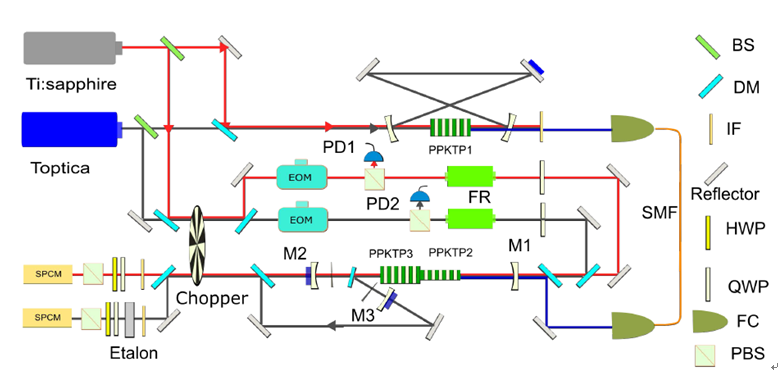 BS
Ti:sapphire
DM
Toptica
IF
PD1
PPKTP1
FC
EOM
PD2
FR
Reflector
SMF
EOM
HWP
M2
PPKTP3
PPKTP2
M1
SPCM
Chopper
QWP
M3
SPCM
FC
Etalon
PBS